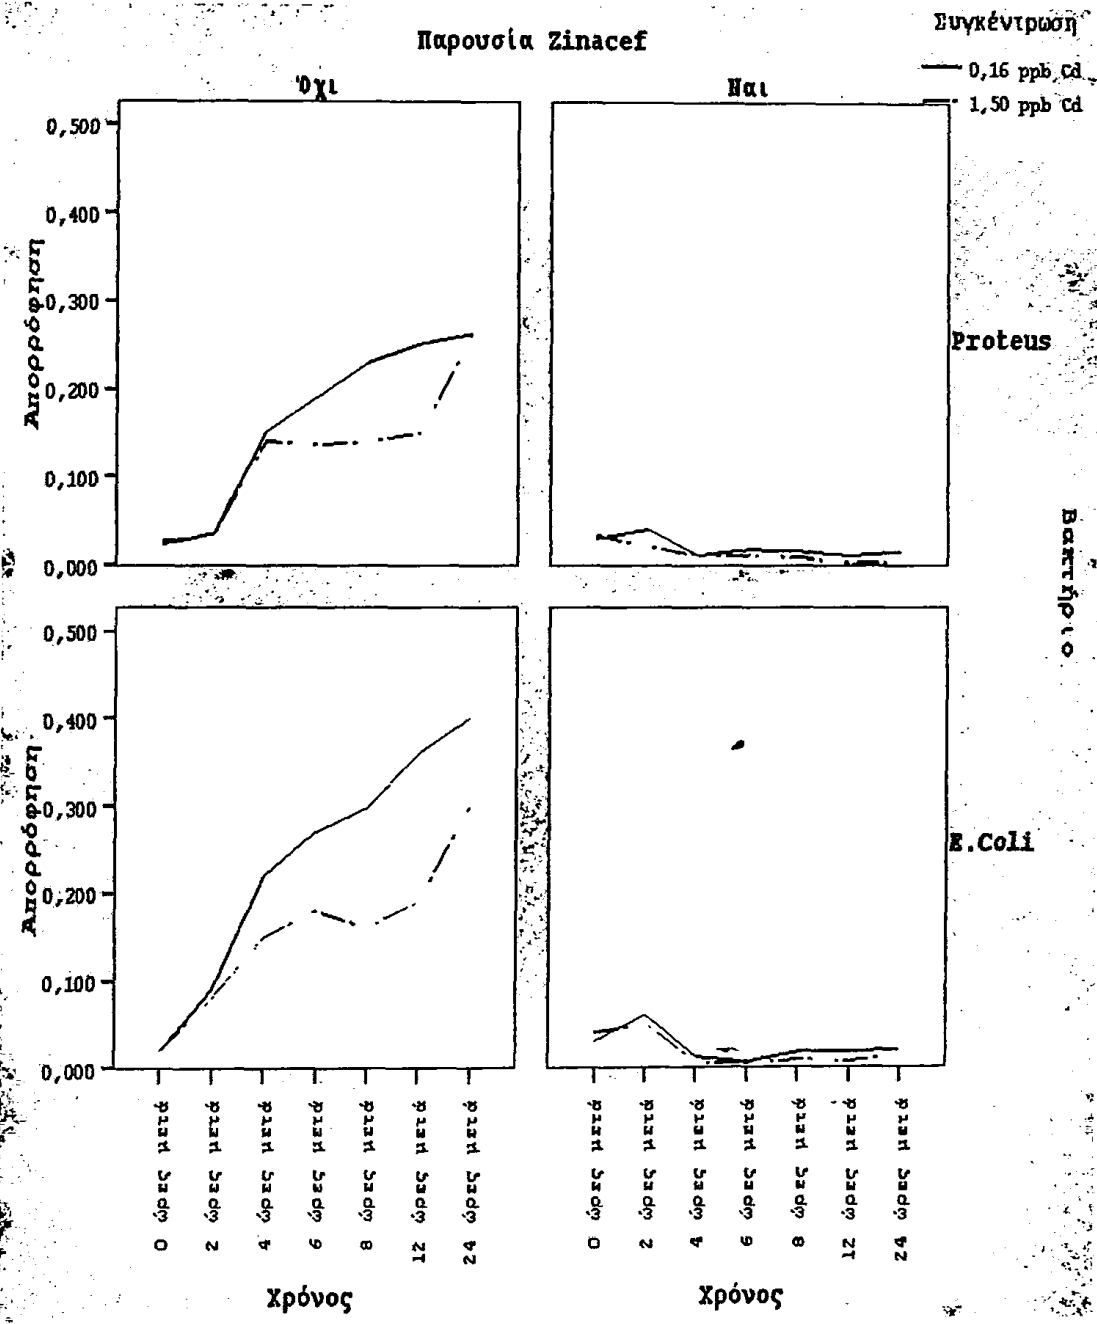 Παρουσία Zinacef
Συγκέντρωση
0,16 ppb Cd
1,50 ppb Cd
Όχι
Ναι
0,500
0,400
0,300
0,200
0,100
0,000
Απορρόφηση
Proteus
Βακτήριο
0,500
0,400
0,300
0,200
0,100
0,000
Απορρόφηση
E.Coli
0 ώρες μετά
2 ώρες μετά
4 ώρες μετά
6 ώρες μετά
8 ώρες μετά
12 ώρες μετά
24 ώρες μετά
0 ώρες μετά
2 ώρες μετά
4 ώρες μετά
6 ώρες μετά
8 ώρες μετά
12 ώρες μετά
24 ώρες μετά
Χρόνος
Χρόνος